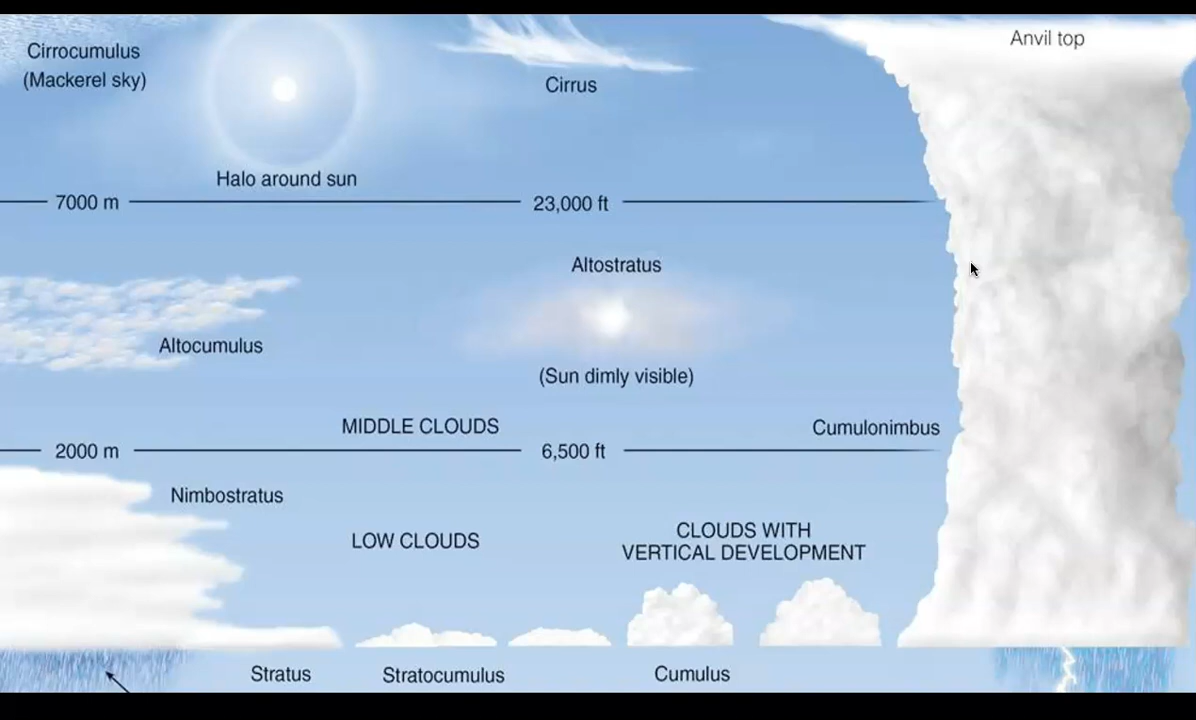 Anvil top
Cirrocumulus
(Mackerel sky)
Cirrus
Halo around sun
7000 m
23,000 ft
Altostratus
Altocumulus
(Sun dimly visible)
MIDDLE CLOUDS
Cumulonimbus
2000 m
6,500 ft
Nimbostratus
CLOUDS WITH
VERTICAL DEVELOPMENT
LOW CLOUDS
Stratus
Stratocumulus
Cumulus